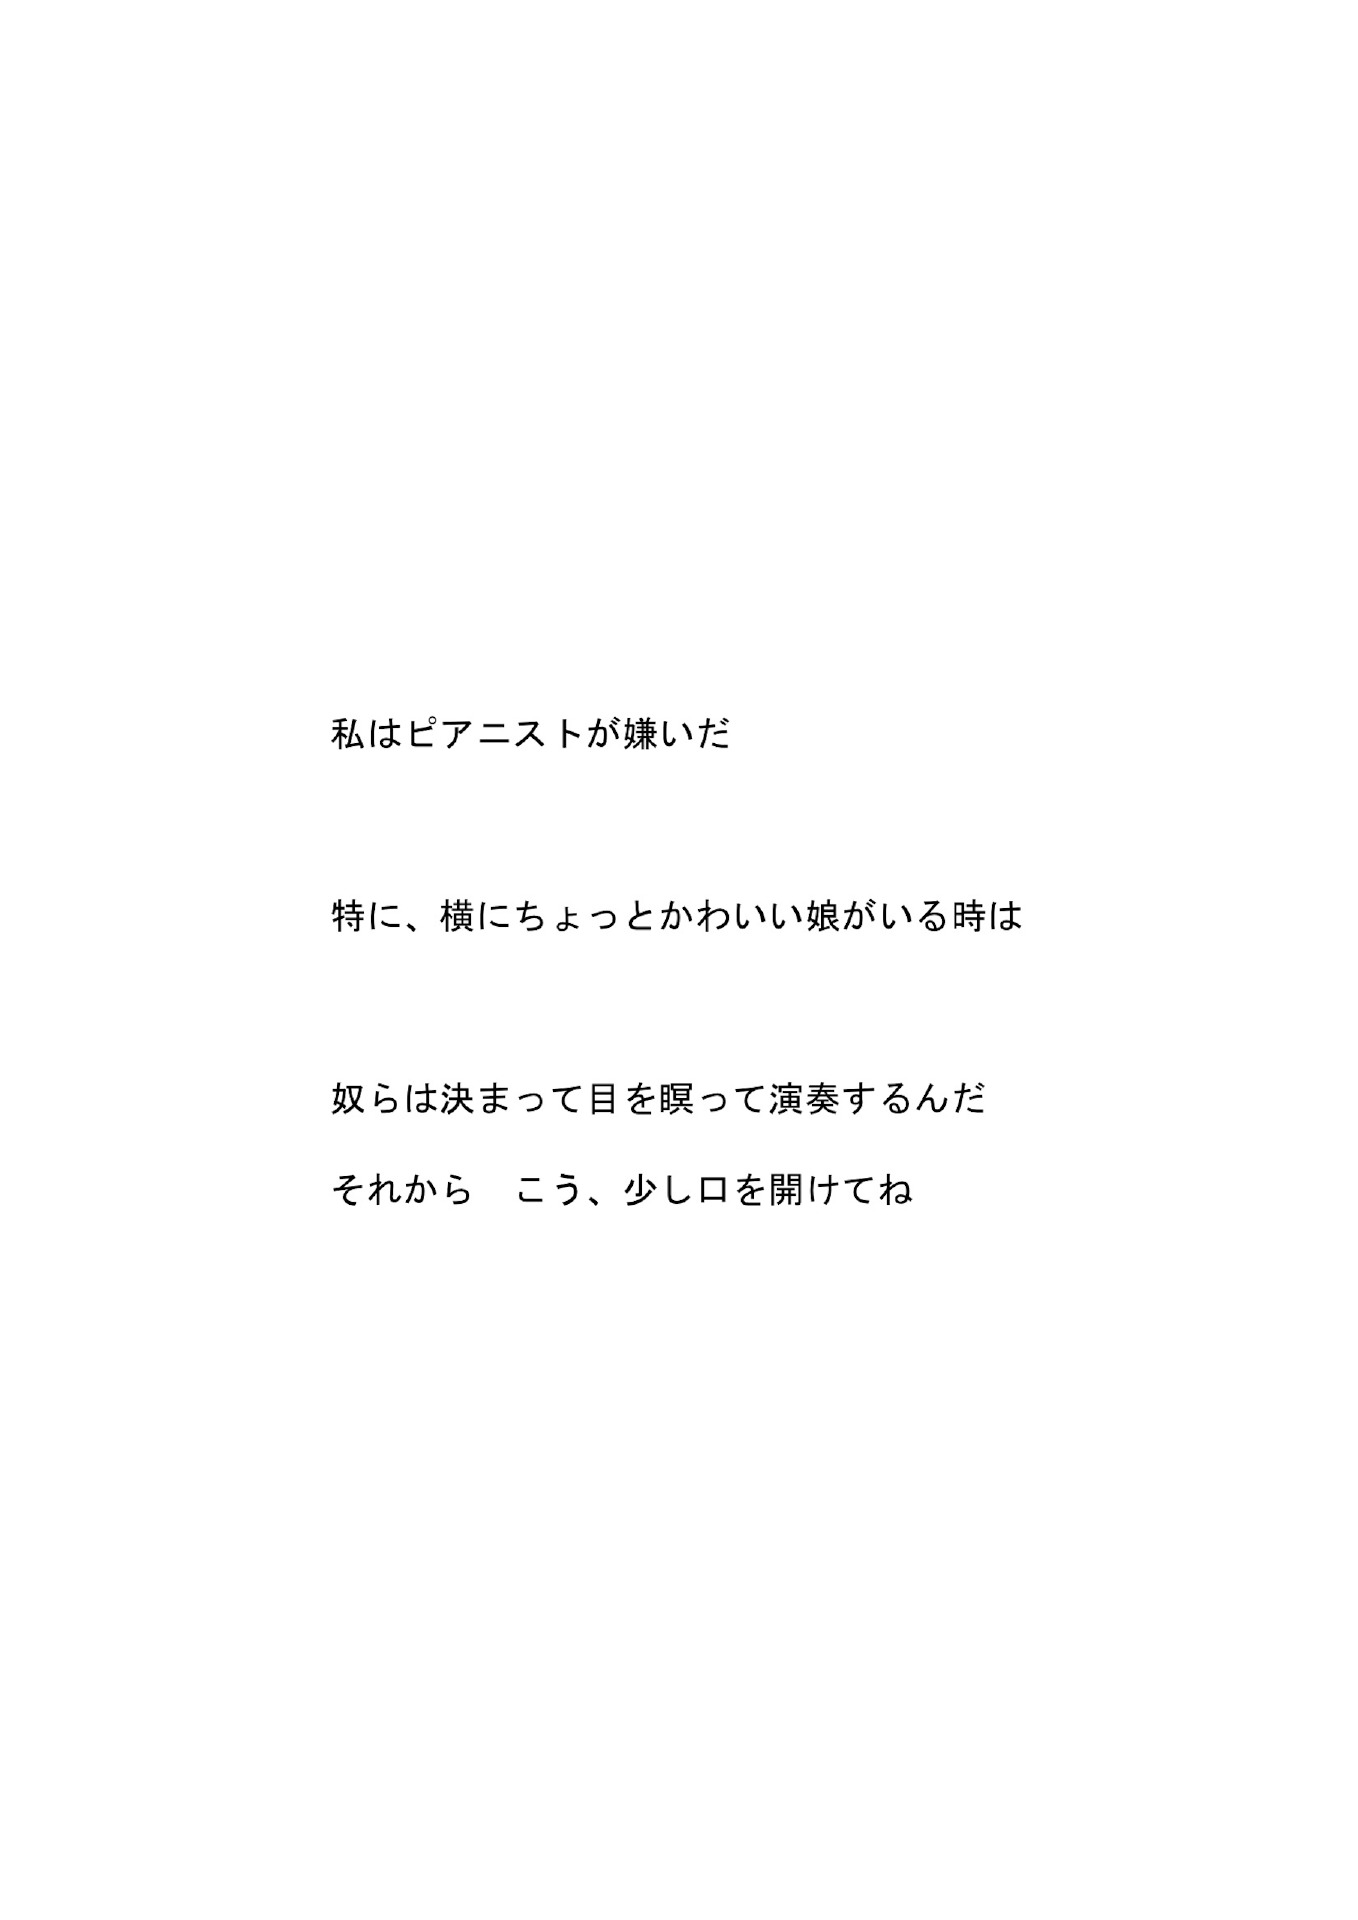 私はピアニストが嫌いだ
特に、横にちょっとかわいい娘がいる時は
奴らは決まって目を瞑って演奏するんだ
それから　こう、少し口を開けてね